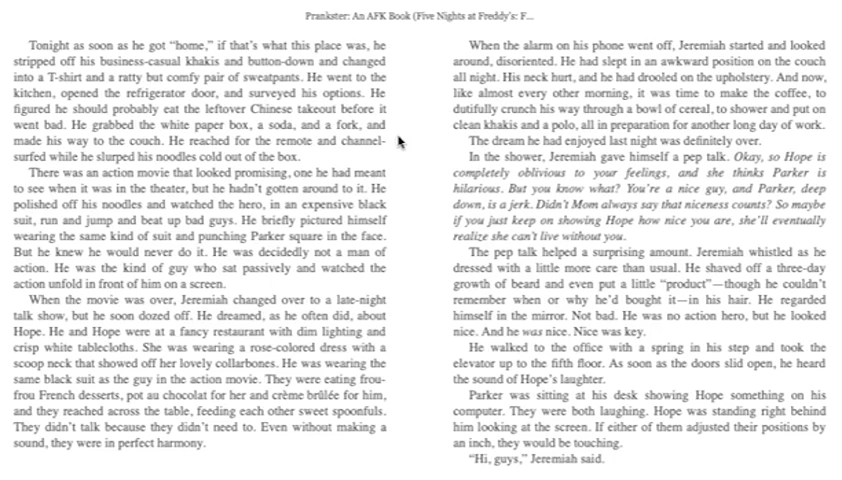 Prankster: An AFK Book (Five Nights at Freddy's: F...
Tonight as soon as he got “home,” if that’s what this place was, he
stripped off his business-casual khakis and button-down and changed
into a T-shirt and a ratty but comfy pair of sweatpants. He went to the
kitchen, opened the refrigerator door, and surveyed his options. He
figured he should probably eat the leftover Chinese takeout before it
went bad. He grabbed the white paper box, a soda, and a fork, and
made his way to the couch. He reached for the remote and channel-
surfed while he slurped his noodles cold out of the box.
There was an action movie that looked promising, one he had meant
to see when it was in the theater, but he hadn’t gotten around to it. He
polished off his noodles and watched the hero, in an expensive black
suit, run and jump and beat up bad guys. He briefly pictured himself
wearing the same kind of suit and punching Parker square in the face.
But he knew he would never do it. He was decidedly not a man of
action. He was the kind of guy who sat passively and watched the
action unfold in front of him on a screen.
When the movie was over, Jeremiah changed over to a late-night
talk show, but he soon dozed off. He dreamed, as he often did, about
Hope. He and Hope were at a fancy restaurant with dim lighting and
crisp white tablecloths. She was wearing a rose-colored dress with a
scoop neck that showed off her lovely collarbones. He was wearing the
same black suit as the guy in the action movie. They were eating frou-
frou French desserts, pot au chocolat for her and crème brûlée for him,
and they reached across the table, feeding each other sweet spoonfuls.
They didn’t talk because they didn’t need to. Even without making a
sound, they were in perfect harmony.
When the alarm on his phone went off, Jeremiah started and looked
around, disoriented. He had slept in an awkward position on the couch
all night. His neck hurt, and he had drooled on the upholstery. And now,
like almost every other morning, it was time to make the coffee, to
dutifully crunch his way through a bowl of cereal, to shower and put on
clean khakis and a polo, all in preparation for another long day of work.
The dream he had enjoyed last night was definitely over.
In the shower, Jeremiah gave himself a pep talk. Okay, so Hope is
completely oblivious to your feelings, and she thinks Parker is
hilarious. But you know what? You’re a nice guy, and Parker, deep
down, is a jerk. Didn’t Mom always say that niceness counts? So maybe
if you just keep on showing Hope how nice you are, she’ll eventually
realize she can’t live without you.
The pep talk helped a surprising amount. Jeremiah whistled as he
dressed with a little more care than usual. He shaved off a three-day
growth of beard and even put a little “product”—though he couldn’t
remember when or why he’d bought it—in his hair. He regarded
himself in the mirror. Not bad. He was no action hero, but he looked
nice. And he was nice. Nice was key.
He walked to the office with a spring in his step and took the
elevator up to the fifth floor. As soon as the doors slid open, he heard
the sound of Hope’s laughter.
Parker was sitting at his desk showing Hope something on his
computer. They were both laughing. Hope was standing right behind
him looking at the screen. If either of them adjusted their positions by
an inch, they would be touching.
“Hi, guys,” Jeremiah said.